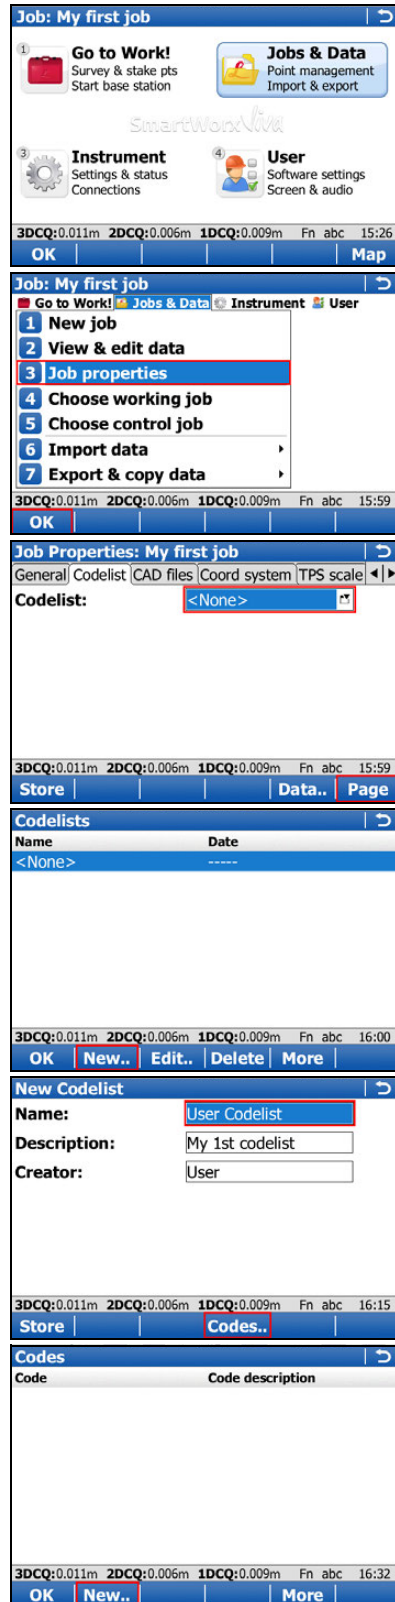 Job: My first job
1 Go to Work!
Survey & stake pts
Start base station
Jobs & Data
Point management
Import & export
SmartWorx Viva
3 Instrument
Settings & status
Connections
4 User
Software settings
Screen & audio
3DCQ:0.011m 2DCQ:0.006m 1DCQ:0.009m Fn abc 15:26
OK Map
Job: My first job
Go to Work! Jobs & Data Instrument User
1 New job
2 View & edit data
3 Job properties
4 Choose working job
5 Choose control job
6 Import data
7 Export & copy data
3DCQ:0.011m 2DCQ:0.006m 1DCQ:0.009m Fn abc 15:59
OK
Job Properties: My first job
General Codelist CAD files Coord system TPS scale
Codelist: <None>
3DCQ:0.011m 2DCQ:0.006m 1DCQ:0.009m Fn abc 15:59
Store Data.. Page
Codelists
Name Date
<None> -----
3DCQ:0.011m 2DCQ:0.006m 1DCQ:0.009m Fn abc 16:00
OK New.. Edit.. Delete More
New Codelist
Name: User Codelist
Description: My 1st codelist
Creator: User
3DCQ:0.011m 2DCQ:0.006m 1DCQ:0.009m Fn abc 16:15
Store Codes..
Codes
Code Code description
3DCQ:0.011m 2DCQ:0.006m 1DCQ:0.009m Fn abc 16:32
OK New.. More